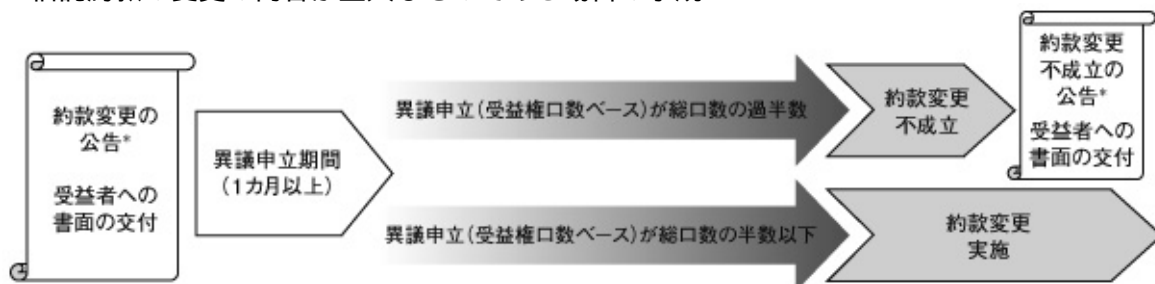 約款変更の
公告*
受益者への
書面の交付
異議申立期間
(1カ月以上)
異議申立(受益権口数ベース)が総口数の過半数
約款変更
不成立
約款変更
不成立の
公告*
受益者への
書面の交付
異議申立(受益権口数ベース)が総口数の半数以下
約款変更
実施